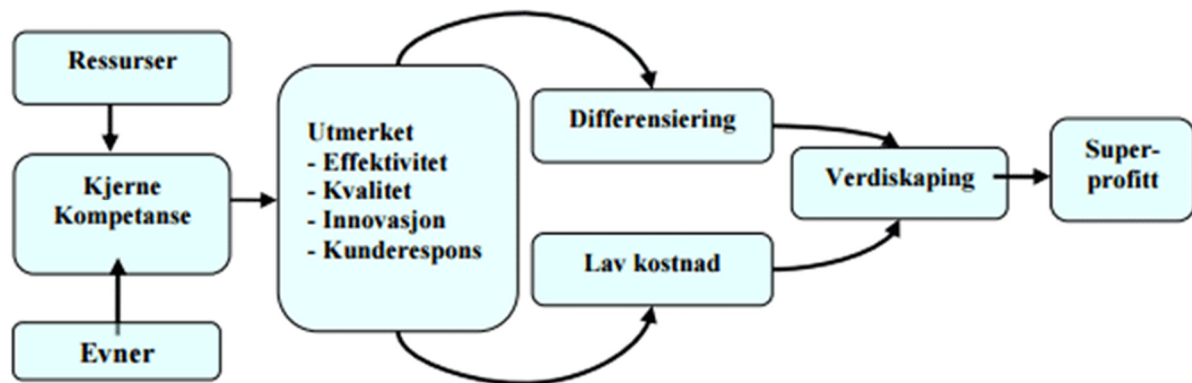 Ressurser
Kjerne
Kompetanse
Evner
Utmerket
- Effektivitet
- Kvalitet
- Innovasjon
- Kunderespons
Differensiering
Lav kostnad
Verdiskaping
Super-
profitt